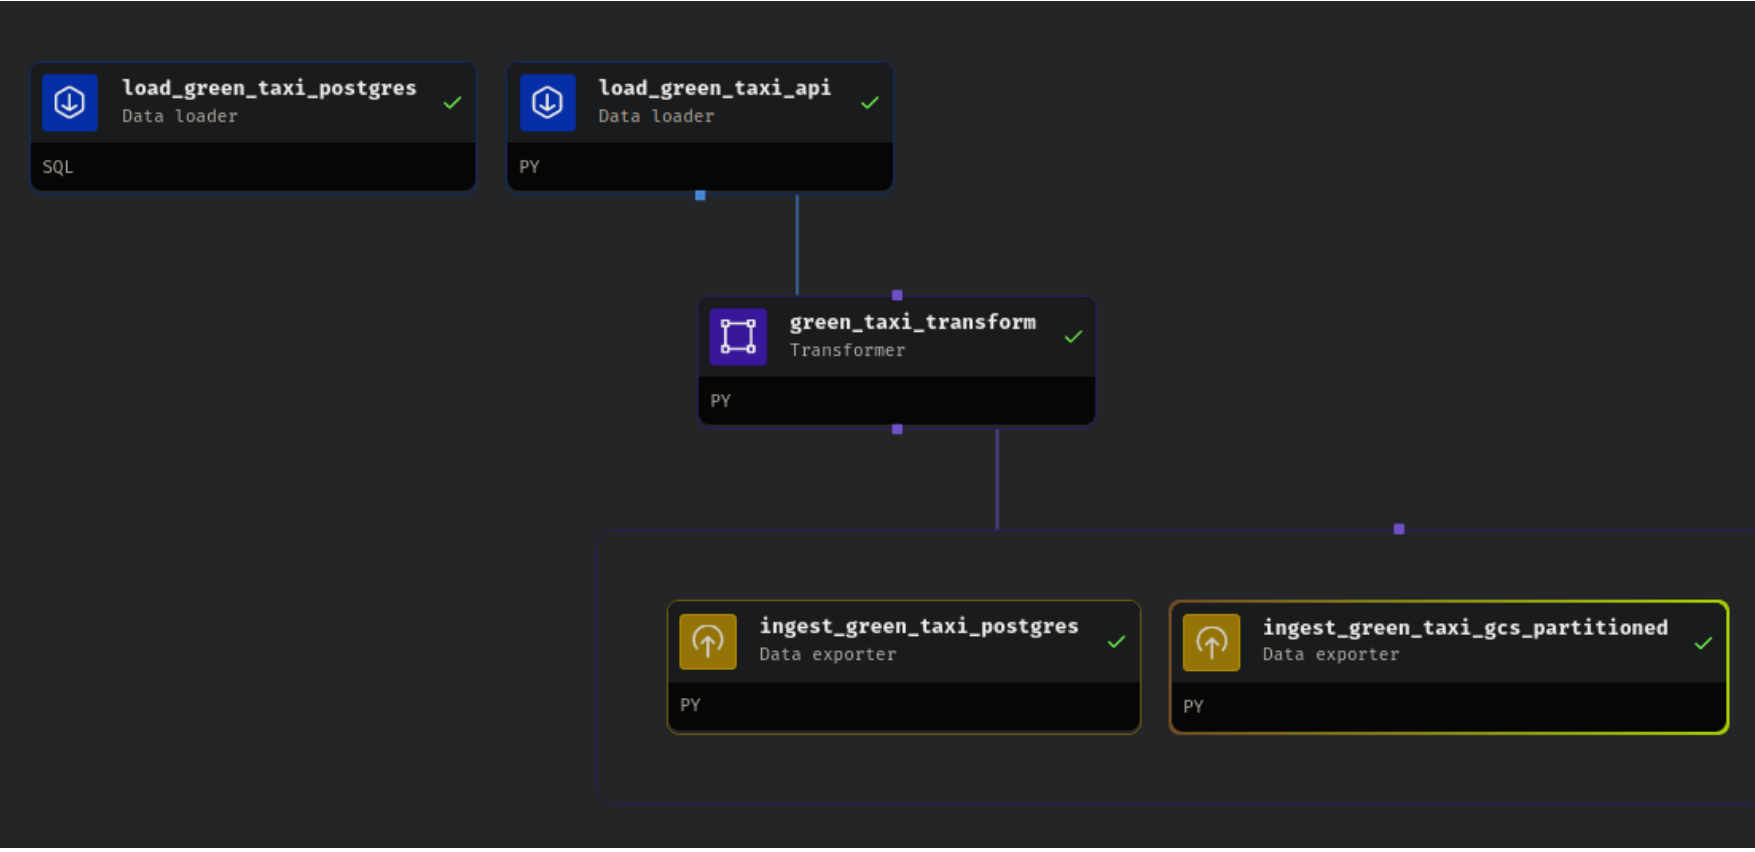 load_green_taxi_postgres
Data loader
SQL
load_green_taxi_api
Data loader
PY
green_taxi_transform
Transformer
PY
ingest_green_taxi_postgres
Data exporter
PY
ingest_green_taxi_gcs_partitioned
Data exporter
PY